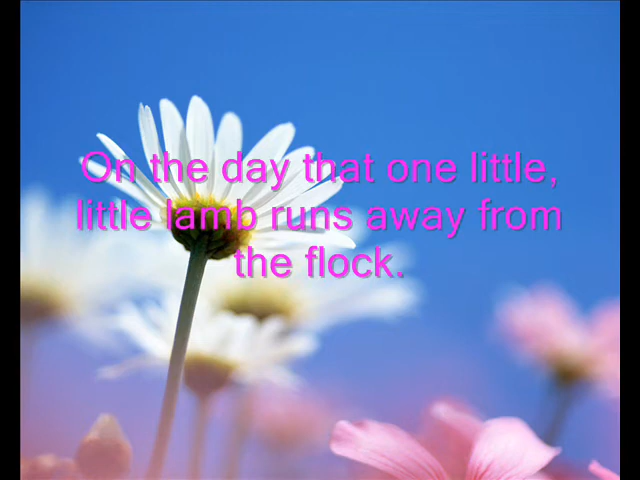 On the day that one little,
little lamb runs away from
the flock.